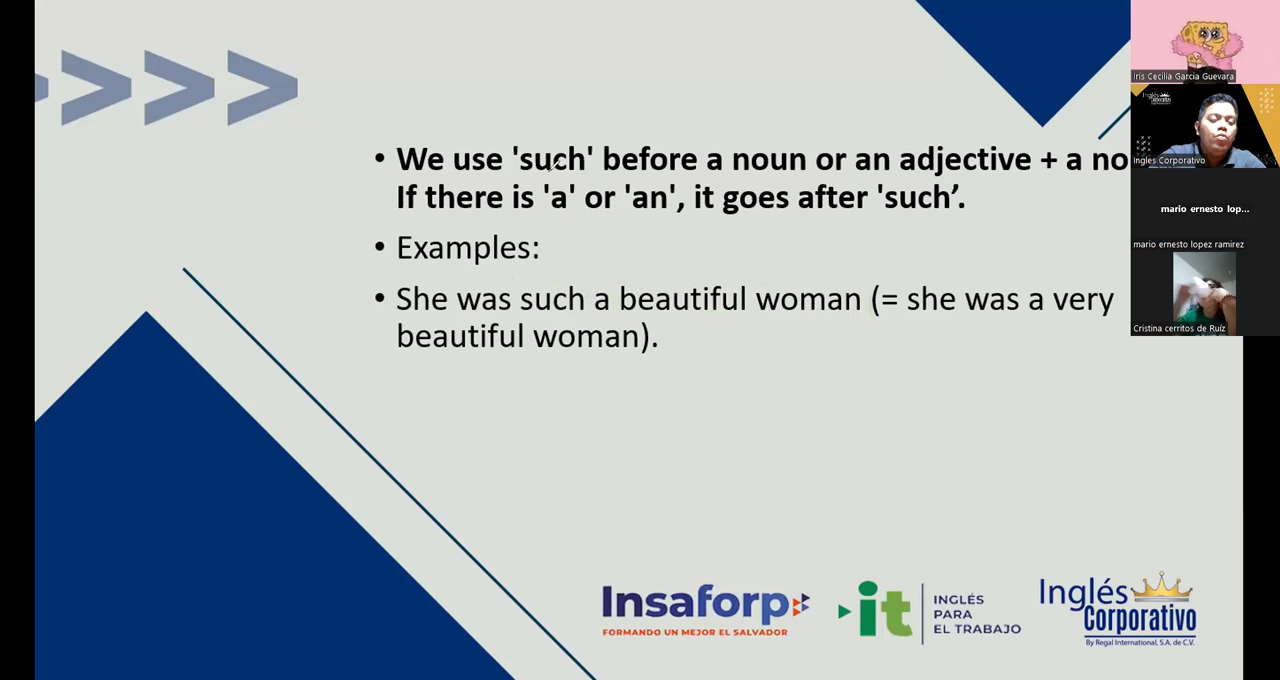 Iris Cecilia Garcia Guevara
Inglés
Corporativo
Ingles Corporativo
mario ernesto lop...
mario ernesto lopez ramirez
Cristina cerritos de Ruíz
• We use 'such' before a noun or an adjective + a no
If there is 'a' or 'an', it goes after 'such’.
• Examples:
• She was such a beautiful woman (= she was a very
beautiful woman).
Insaforp
FORMANDO UN MEJOR EL SALVADOR
it
INGLÉS
PARA
EL TRABAJO
Inglés
Corporativo
By Regal International, S.A. de C.V.